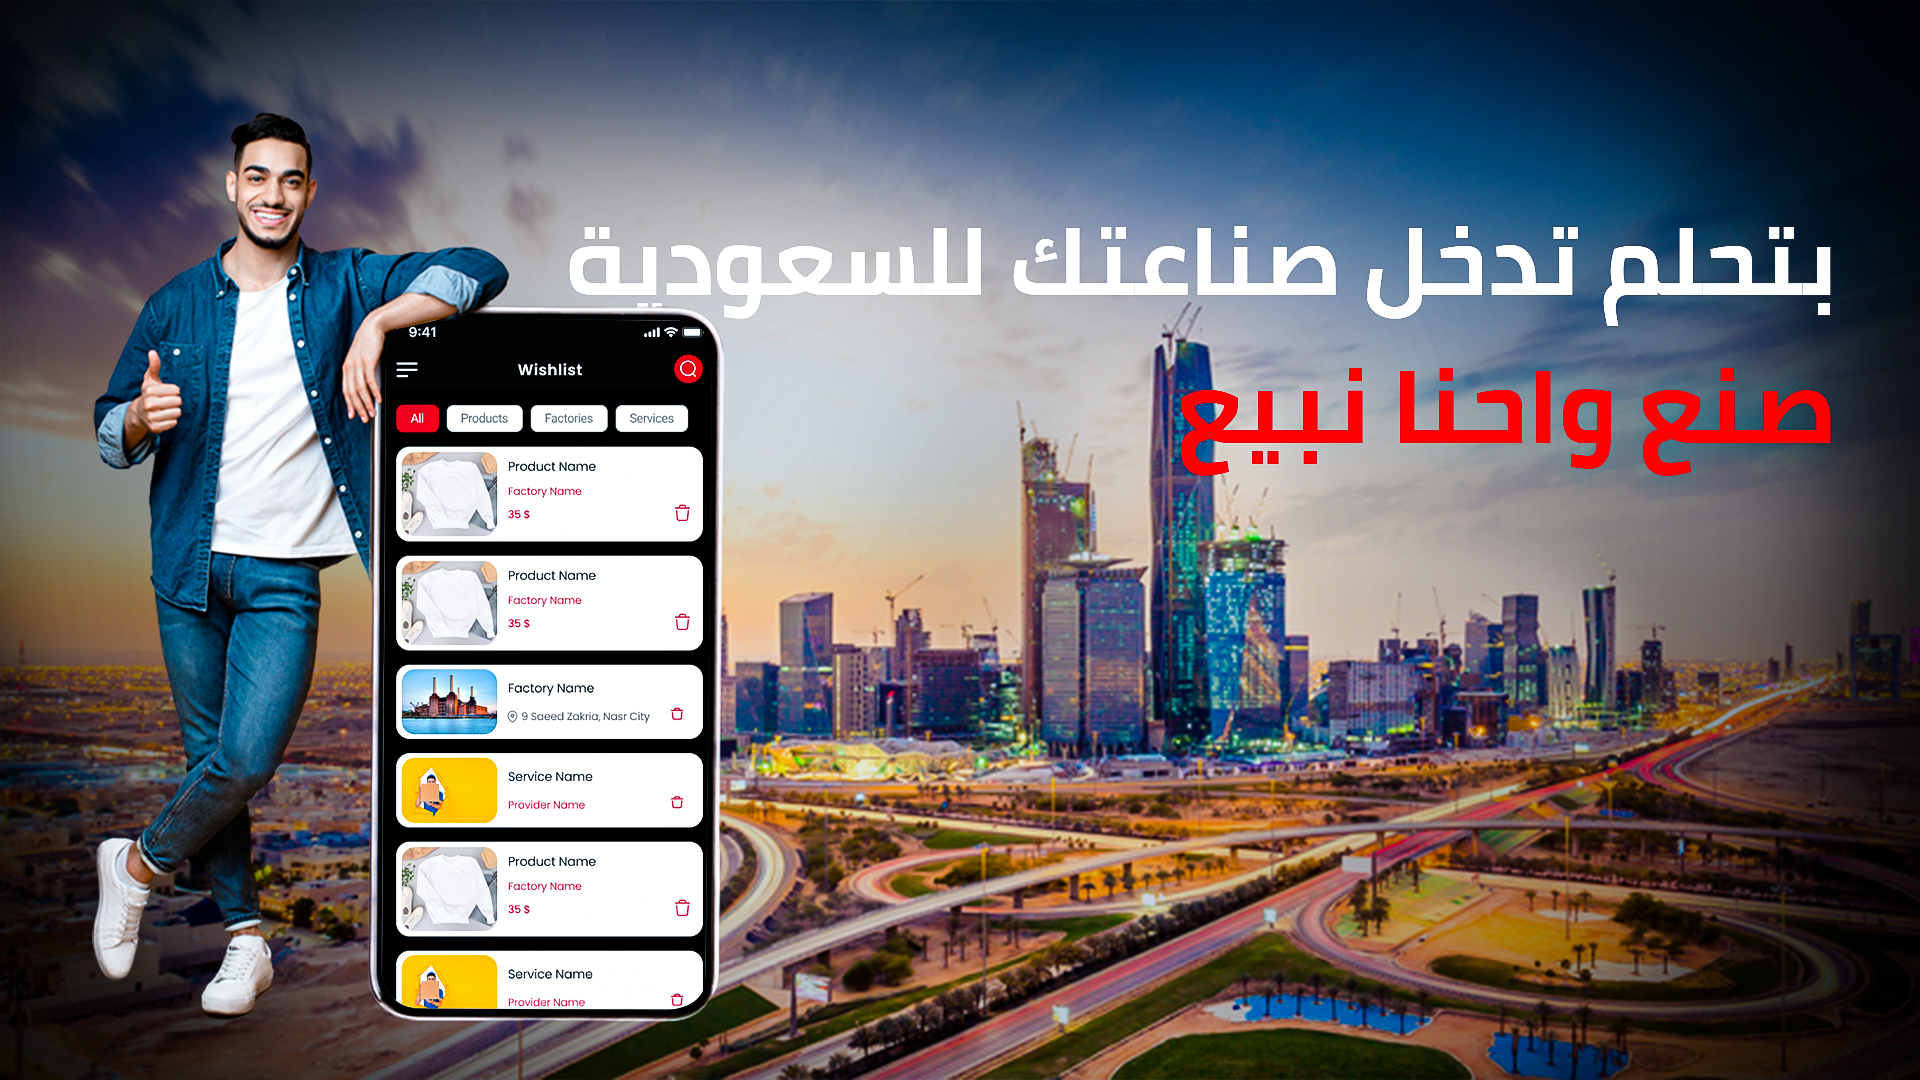 بتحلم تدخل صناعتك للسعودية
صنع واحنا نبيع
9:41
Wishlist
All Products Factories Services
Product Name
Factory Name
35 $
Product Name
Factory Name
35 $
Factory Name
9 Saeed Zakria, Nasr City
Service Name
Provider Name
Product Name
Factory Name
35 $
Service Name
Provider Name